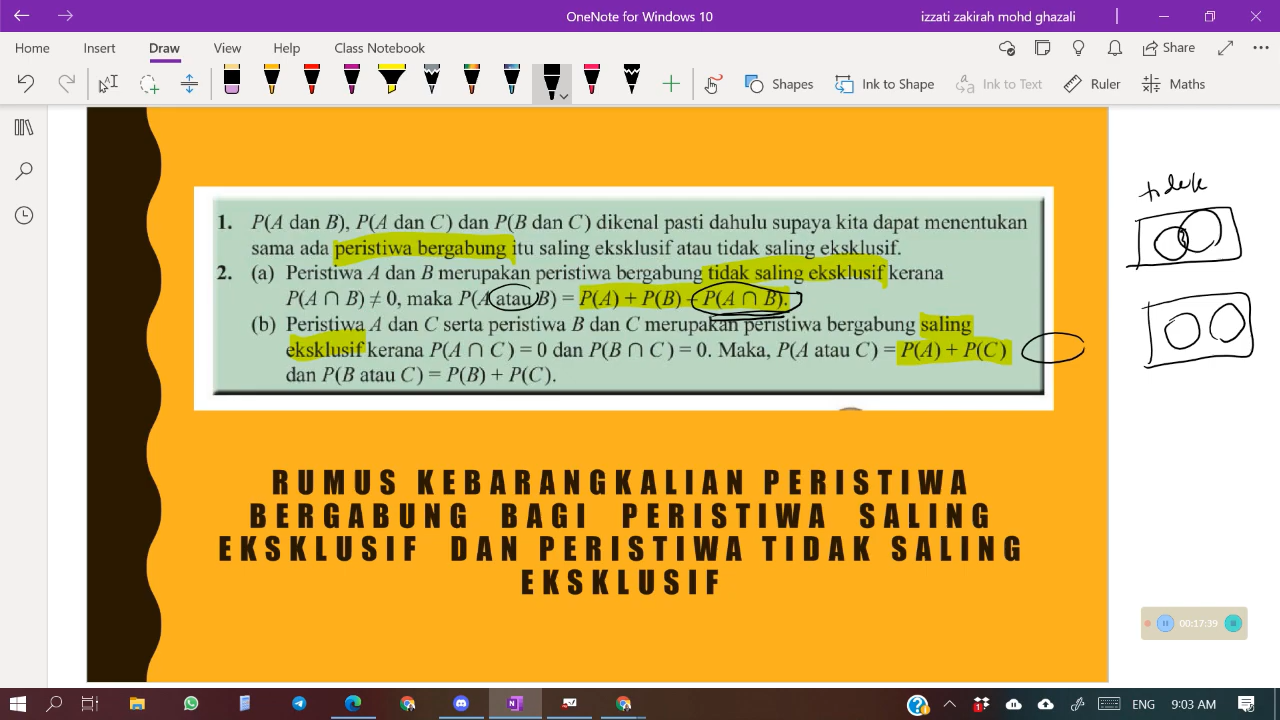 OneNote for Windows 10
izzati zakirah mohd ghazali
Home Insert Draw View Help Class Notebook Share
Shapes Ink to Shape Ink to Text Ruler Maths
tidak
1. P(A dan B), P(A dan C) dan P(B dan C) dikenal pasti dahulu supaya kita dapat menentukan
sama ada peristiwa bergabung itu saling eksklusif atau tidak saling eksklusif.
2. (a) Peristiwa A dan B merupakan peristiwa bergabung tidak saling eksklusif kerana
P(A ∩ B) ≠ 0, maka P(A atau B) = P(A) + P(B) – P(A ∩ B).
(b) Peristiwa A dan C serta peristiwa B dan C merupakan peristiwa bergabung saling
eksklusif kerana P(A ∩ C) = 0 dan P(B ∩ C) = 0. Maka, P(A atau C) = P(A) + P(C)
dan P(B atau C) = P(B) + P(C).
RUMUS KEBARANGKALIAN PERISTIWA
BERGABUNG BAGI PERISTIWA SALING
EKSKLUSIF DAN PERISTIWA TIDAK SALING
EKSKLUSIF
00:17:39
ENG 9:03 AM